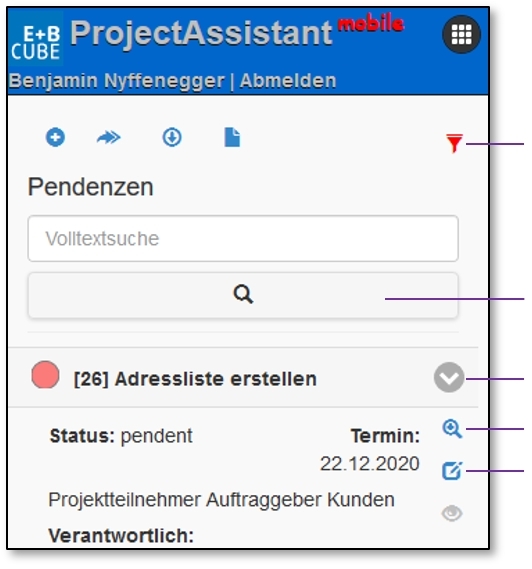 E+B
CUBE
ProjectAssistant mobile
Benjamin Nyffenegger | Abmelden
Pendenzen
Volltextsuche
[26] Adressliste erstellen
Status: pendent
Termin:
22.12.2020
Projektteilnehmer Auftraggeber Kunden
Verantwortlich: